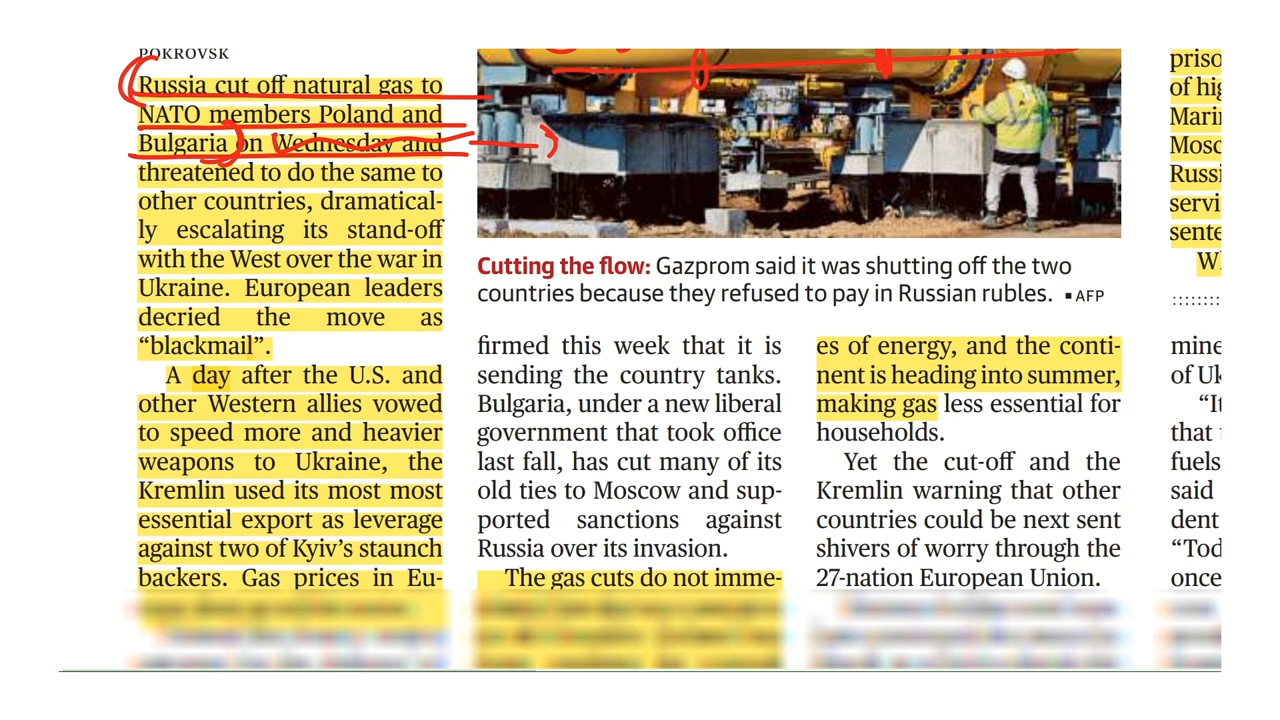 POKROVSK
Russia cut off natural gas to
NATO members Poland and
Bulgaria on Wednesday and
threatened to do the same to
other countries, dramatical-
ly escalating its stand-off
with the West over the war in
Ukraine. European leaders
decried the move as
“blackmail”.
A day after the U.S. and
other Western allies vowed
to speed more and heavier
weapons to Ukraine, the
Kremlin used its most most
essential export as leverage
against two of Kyiv’s staunch
backers. Gas prices in Eu-
Cutting the flow: Gazprom said it was shutting off the two
countries because they refused to pay in Russian rubles. ▪ AFP
firmed this week that it is
sending the country tanks.
Bulgaria, under a new liberal
government that took office
last fall, has cut many of its
old ties to Moscow and sup-
ported sanctions against
Russia over its invasion.
The gas cuts do not imme-
es of energy, and the conti-
nent is heading into summer,
making gas less essential for
households.
Yet the cut-off and the
Kremlin warning that other
countries could be next sent
shivers of worry through the
27-nation European Union.
priso
of hig
Marin
Mosc
Russi
servi
sente
W
mine
of Uk
“It
that
fuels
said
dent
“Tod
once